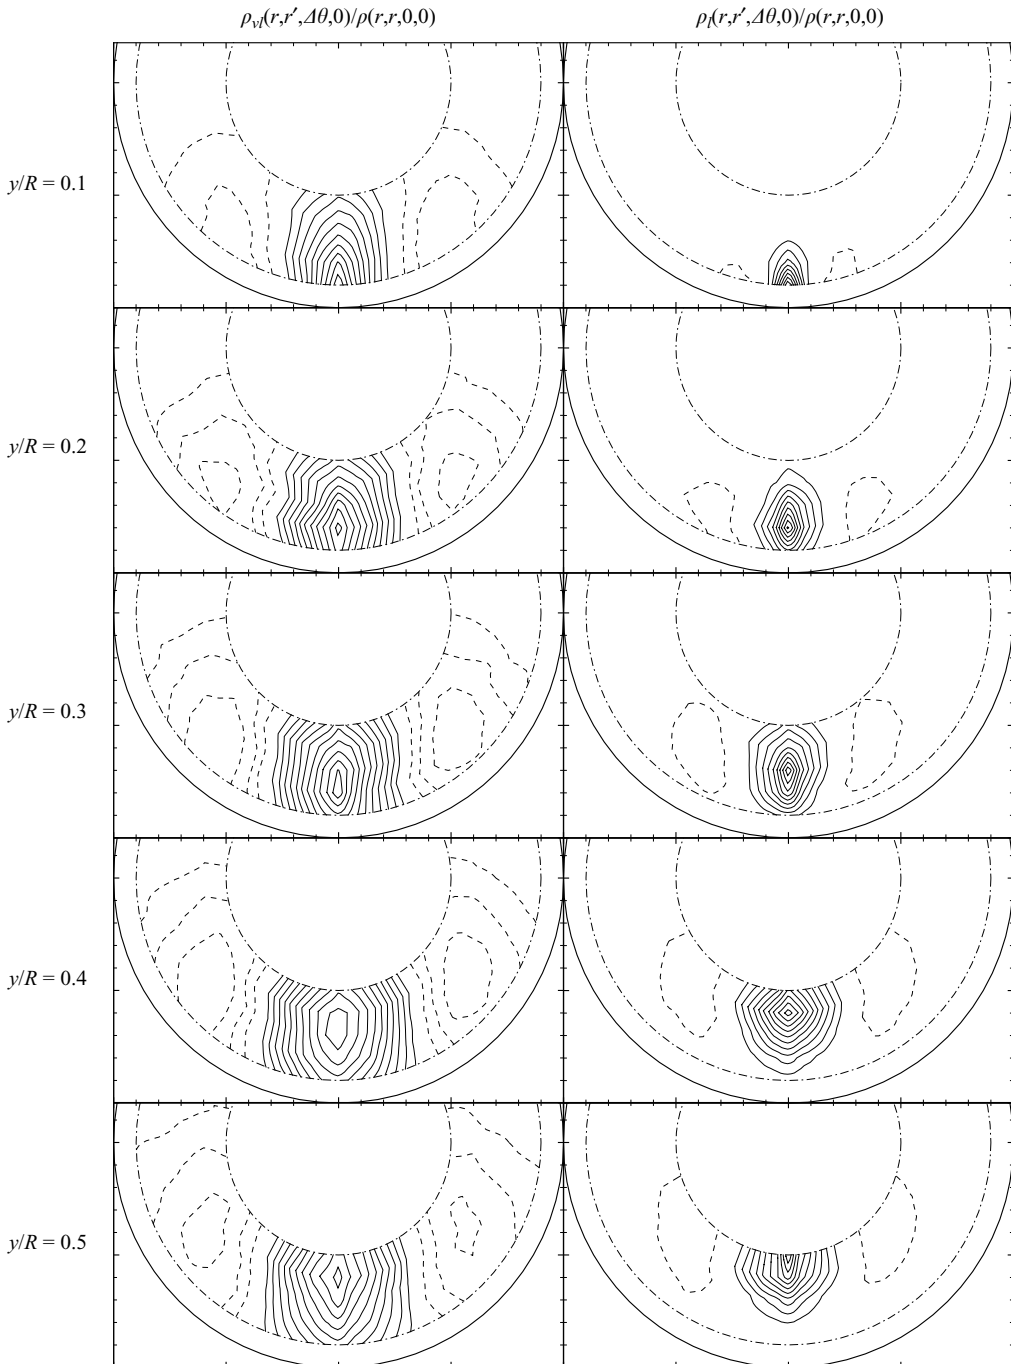 ρvl(r,r′,Δθ,0)/ρ(r,r,0,0) ρl(r,r′,Δθ,0)/ρ(r,r,0,0)
y/R = 0.1
y/R = 0.2
y/R = 0.3
y/R = 0.4
y/R = 0.5